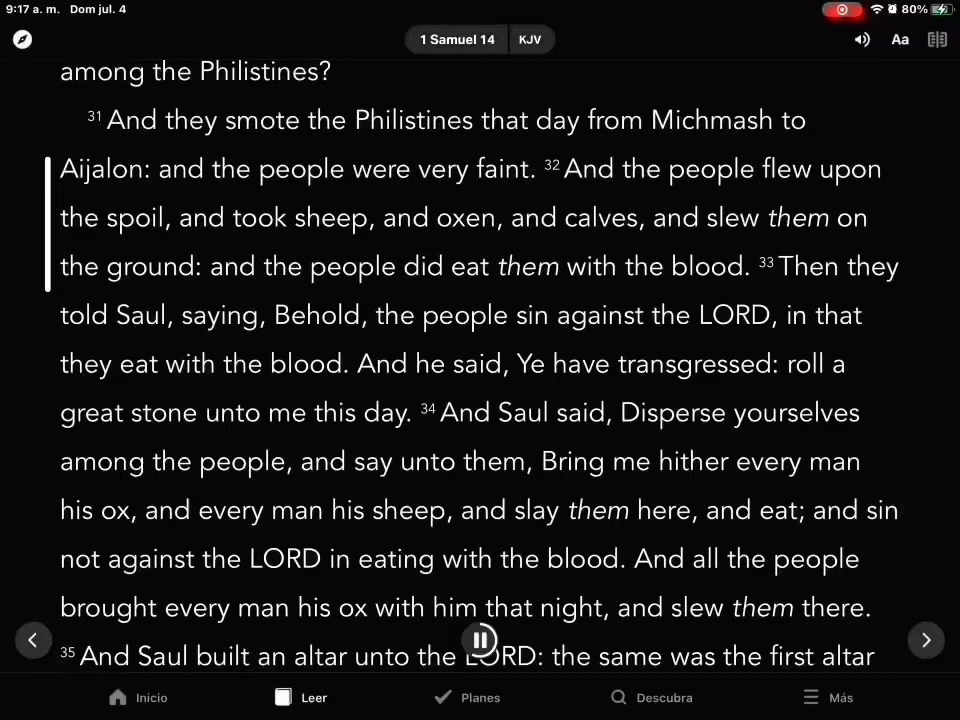 9:17 a. m. Dom jul. 4
80%
1 Samuel 14 KJV
Aa
among the Philistines?
31 And they smote the Philistines that day from Michmash to
Aijalon: and the people were very faint. 32 And the people flew upon
the spoil, and took sheep, and oxen, and calves, and slew them on
the ground: and the people did eat them with the blood. 33 Then they
told Saul, saying, Behold, the people sin against the LORD, in that
they eat with the blood. And he said, Ye have transgressed: roll a
great stone unto me this day. 34 And Saul said, Disperse yourselves
among the people, and say unto them, Bring me hither every man
his ox, and every man his sheep, and slay them here, and eat; and sin
not against the LORD in eating with the blood. And all the people
brought every man his ox with him that night, and slew them there.
35 And Saul built an altar unto the LORD: the same was the first altar
Inicio Leer Planes Descubra Más